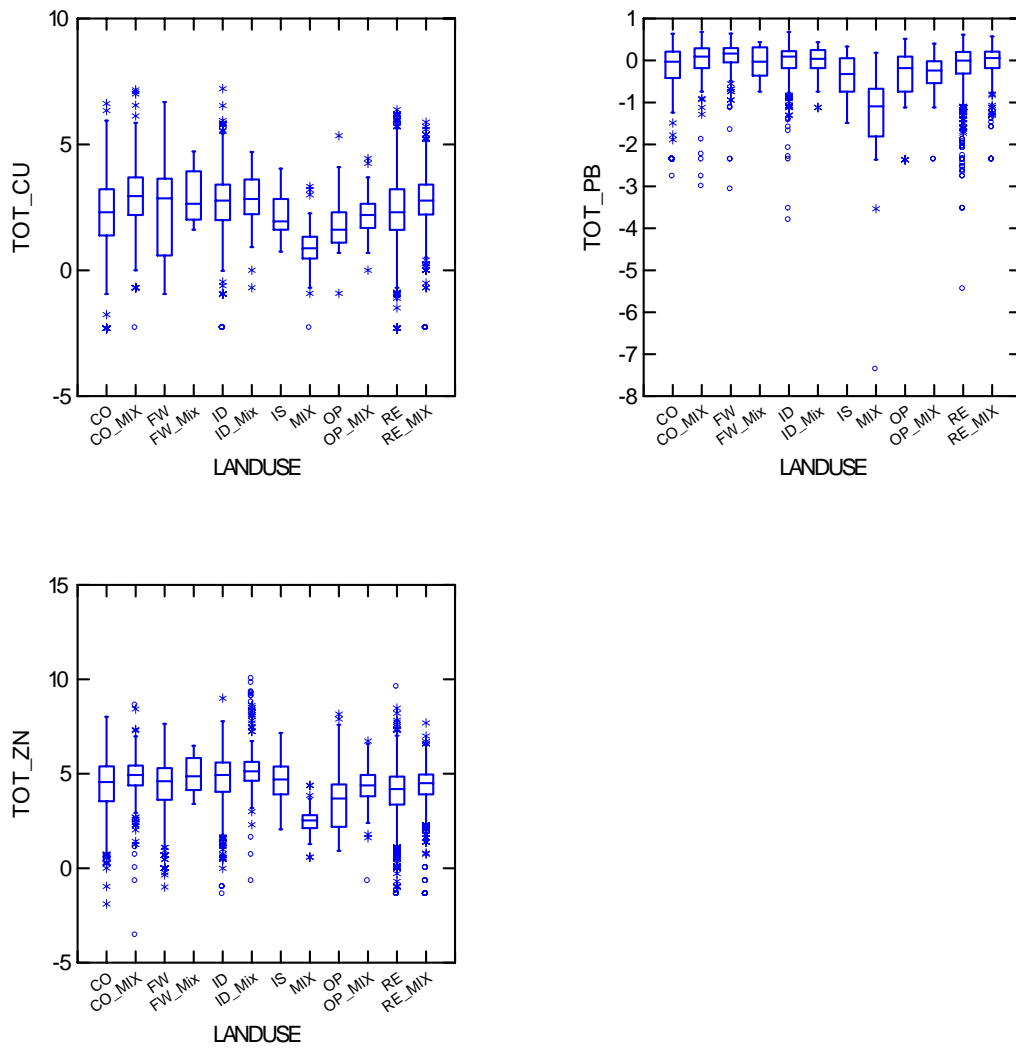 10
5
0
-5
TOT_CU
CO
CO_MIX
FW
FW_Mix
ID
ID_Mix
IS
MIX
OP
OP_MIX
RE
RE_MIX
LANDUSE
1
0
-1
-2
-3
-4
-5
-6
-7
-8
TOT_PB
CO
CO_MIX
FW
FW_Mix
ID
ID_Mix
IS
MIX
OP
OP_MIX
RE
RE_MIX
LANDUSE
15
10
5
0
-5
TOT_ZN
CO
CO_MIX
FW
FW_Mix
ID
ID_Mix
IS
MIX
OP
OP_MIX
RE
RE_MIX
LANDUSE